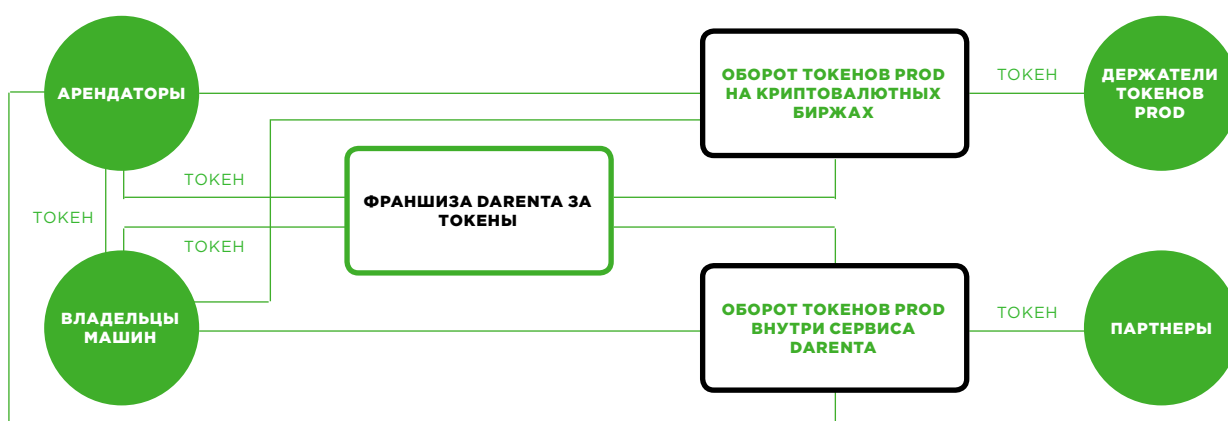 АРЕНДАТОРЫ
ОБОРОТ ТОКЕНОВ PROD
НА КРИПТОВАЛЮТНЫХ
БИРЖАХ
ТОКЕН
ДЕРЖАТЕЛИ
ТОКЕНОВ
PROD
ТОКЕН
ТОКЕН
ФРАНШИЗА DARENTA ЗА
ТОКЕНЫ
ТОКЕН
ВЛАДЕЛЬЦЫ
МАШИН
ОБОРОТ ТОКЕНОВ PROD
ВНУТРИ СЕРВИСА
DARENTA
ТОКЕН
ПАРТНЕРЫ